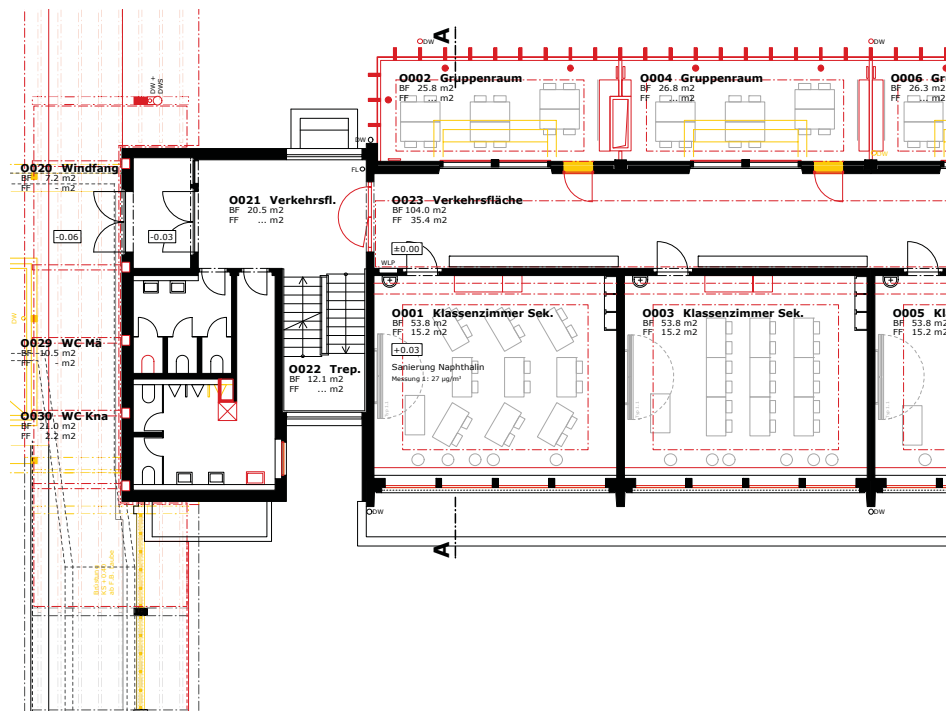 A
DW
DW
DW +
DWS
O002 Gruppenraum
BF 25.8 m2
FF ... m2
O004 Gruppenraum
BF 26.8 m2
FF ... m2
O006 Gru
BF 26.3 m2
FF ... m2
DW
DW
FL
O020 Windfang
BF 7.2 m2
FF - m2
O021 Verkehrsfl.
BF 20.5 m2
FF ... m2
O023 Verkehrsfläche
BF 104.0 m2
FF 35.4 m2
-0.06
-0.03
±0.00
WLP
DW
O001 Klassenzimmer Sek.
BF 53.8 m2
FF 15.2 m2
+0.03
Sanierung Naphthalin
Messung 1: 27 µg/m³
O003 Klassenzimmer Sek.
BF 53.8 m2
FF 15.2 m2
O005 Kl
BF 53.8 m2
FF 15.2 m2
O029 WC Mä
BF 10.5 m2
FF - m2
O022 Trep.
BF 12.1 m2
FF ... m2
O030 WC Kna
BF 21.0 m2
FF 2.2 m2
DW
DW
A